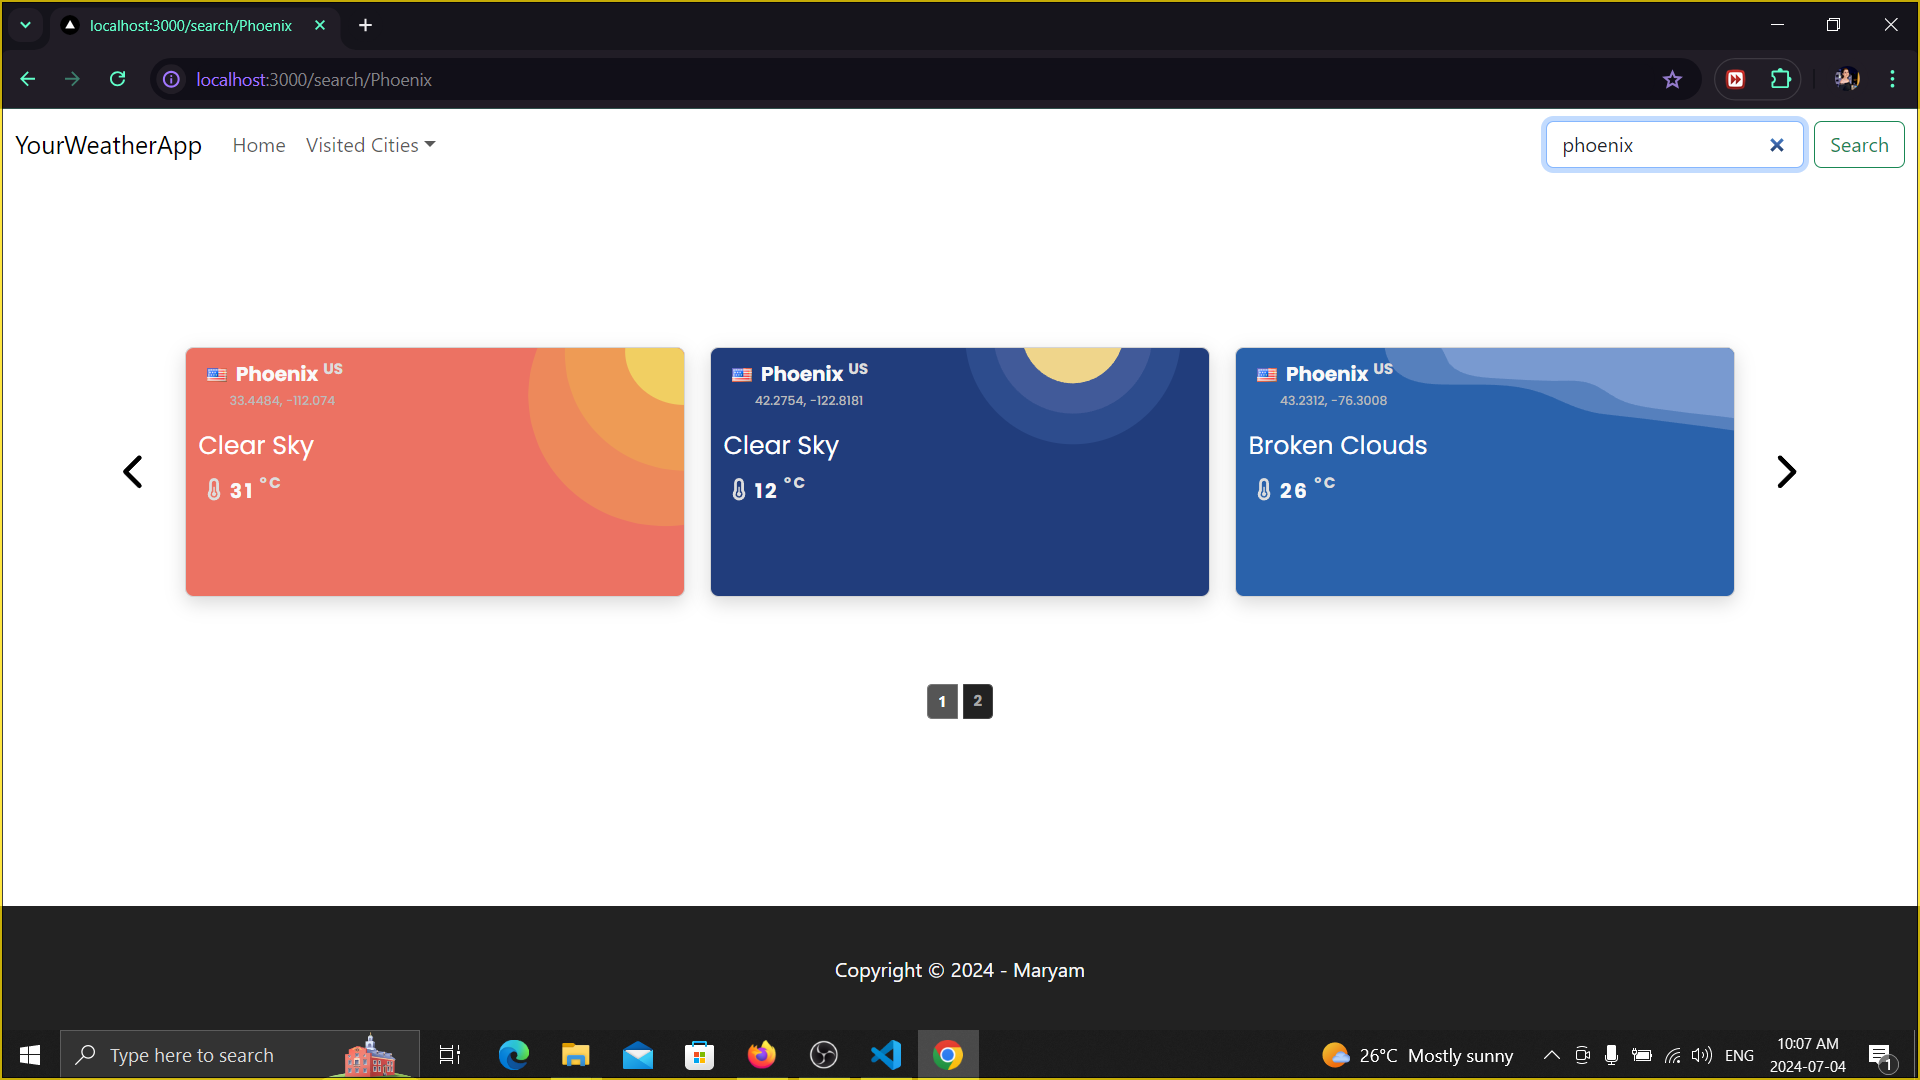 localhost:3000/search/Phoenix
localhost:3000/search/Phoenix
YourWeatherApp Home Visited Cities phoenix Search
Phoenix US
33.4484, -112.074
Clear Sky
31 °C
Phoenix US
42.2754, -122.8181
Clear Sky
12 °C
Phoenix US
43.2312, -76.3008
Broken Clouds
26 °C
1 2
Copyright © 2024 - Maryam
Type here to search
26°C Mostly sunny
ENG
10:07 AM
2024-07-04
1